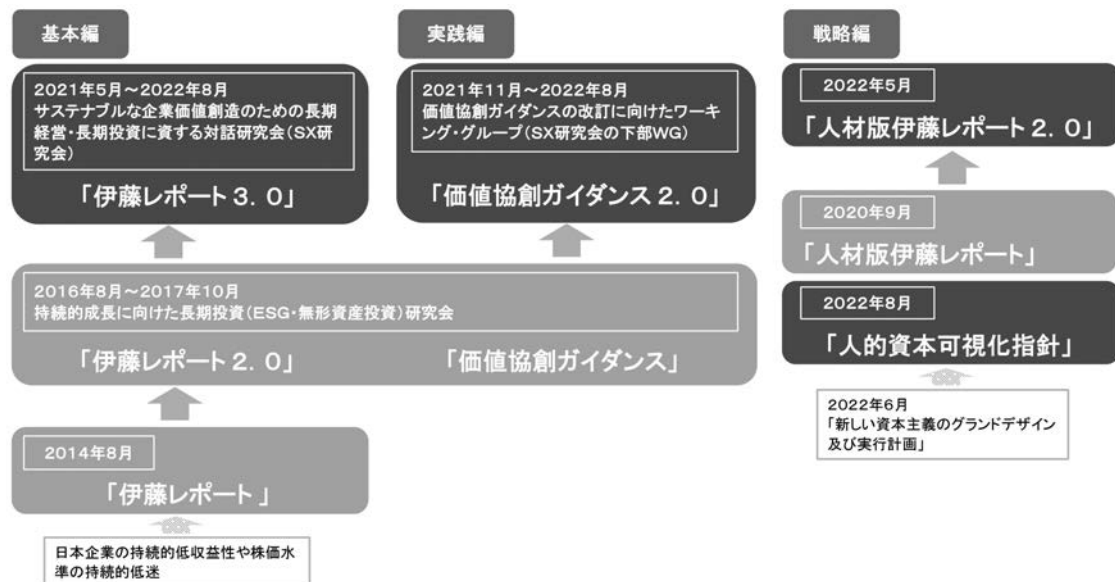 基本編
2021年5月～2022年8月
サステナブルな企業価値創造のための長期
経営・長期投資に資する対話研究会(SX研
究会)
「伊藤レポート3.0」
2016年8月～2017年10月
持続的成長に向けた長期投資(ESG・無形資産投資)研究会
「伊藤レポート2.0」
「価値協創ガイダンス」
2014年8月
「伊藤レポート」
日本企業の持続的低収益性や株価水
準の持続的低迷
実践編
2021年11月～2022年8月
価値協創ガイダンスの改訂に向けたワーキ
ング・グループ(SX研究会の下部WG)
「価値協創ガイダンス2.0」
戦略編
2022年5月
「人材版伊藤レポート2.0」
2020年9月
「人材版伊藤レポート」
2022年8月
「人的資本可視化指針」
2022年6月
「新しい資本主義のグランドデザイン
及び実行計画」